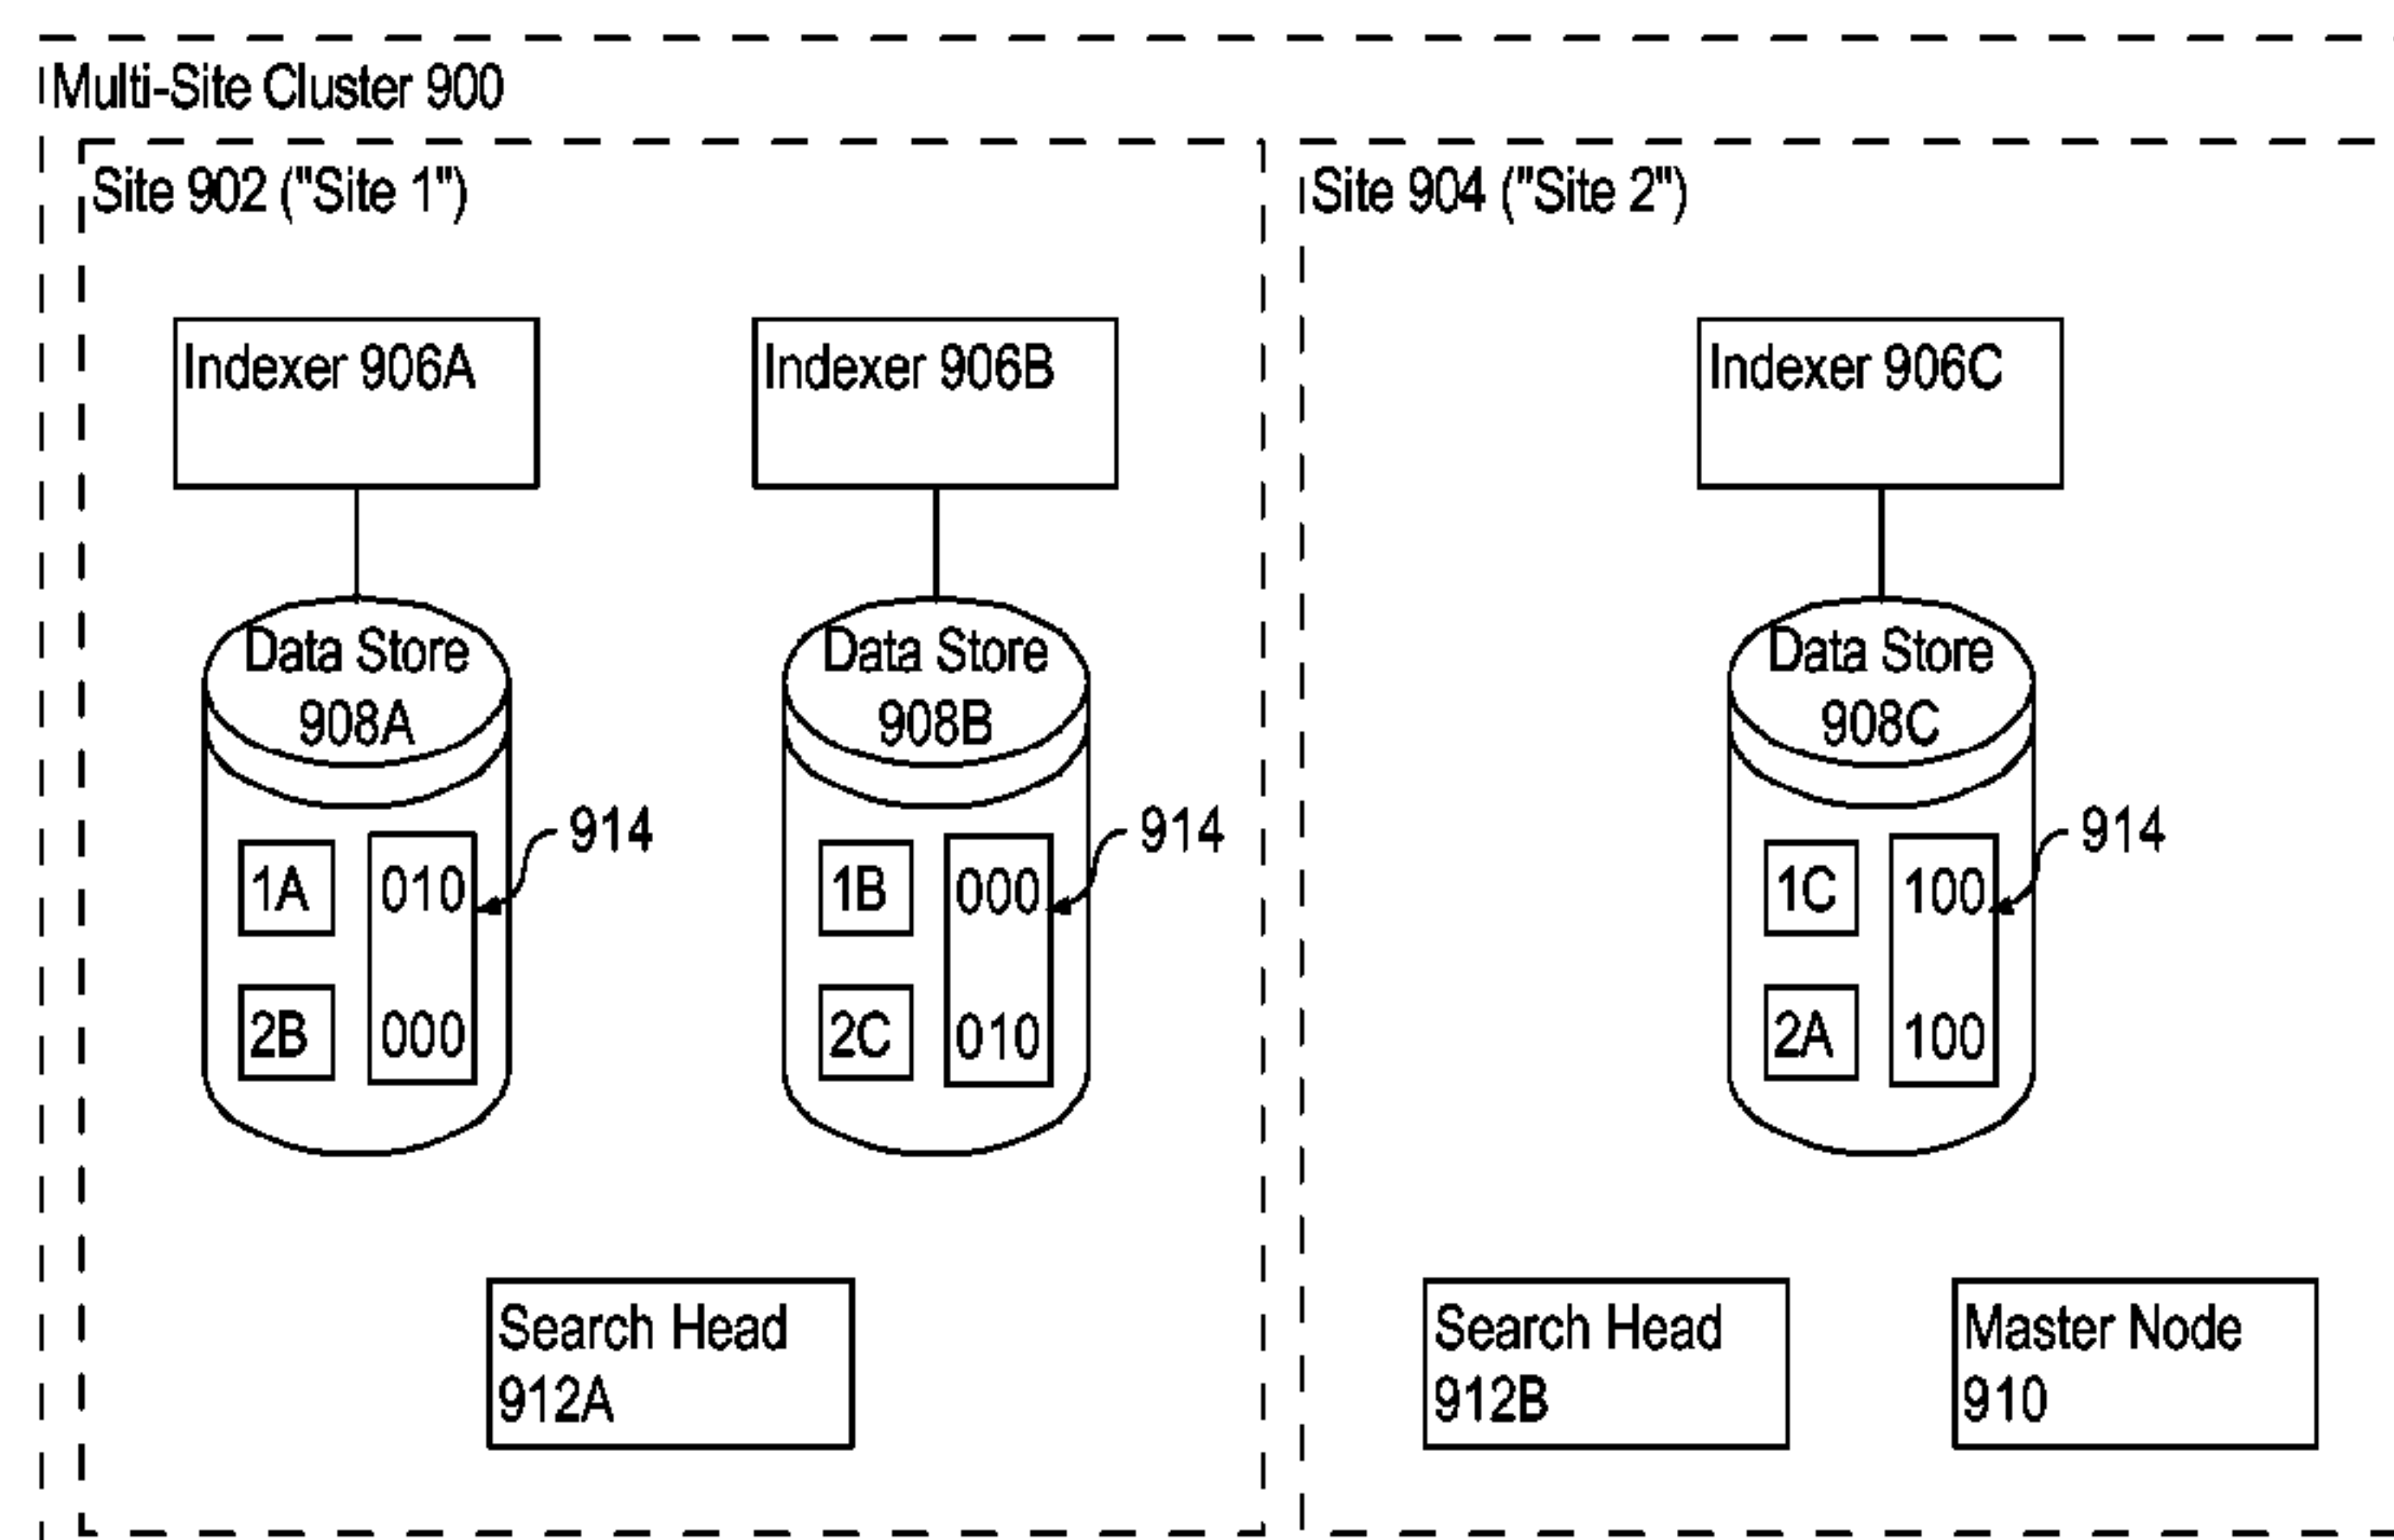 Multi-Site Cluster 900
Site 902 ("Site 1")
Indexer 906A
Indexer 906B
Data Store
908A
Data Store
908B
914
914
1A
010
1B
000
2B
000
2C
010
Search Head
912A
Site 904 ("Site 2")
Indexer 906C
Data Store
908C
914
1C
100
2A
100
Search Head
912B
Master Node
910